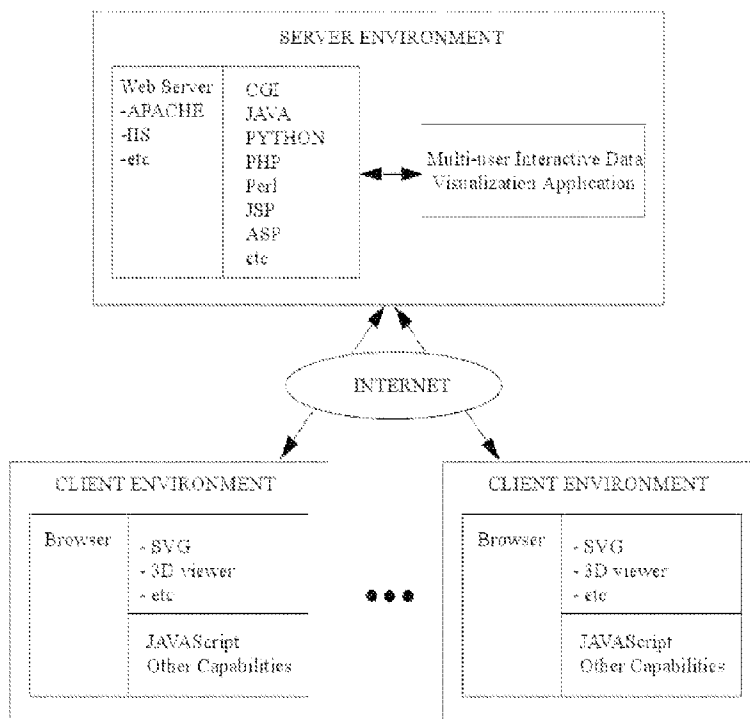 SERVER ENVIRONMENT
Web Server
-APACHE
-IIS
-etc
CGI
JAVA
PYTHON
PHP
Perl
JSP
ASP
etc
Multi-user Interactive Data
Visualization Application
INTERNET
CLIENT ENVIRONMENT
Browser
- SVG
- 3D viewer
- etc
JAVAScript
Other Capabilities
CLIENT ENVIRONMENT
Browser
- SVG
- 3D viewer
- etc
JAVAScript
Other Capabilities